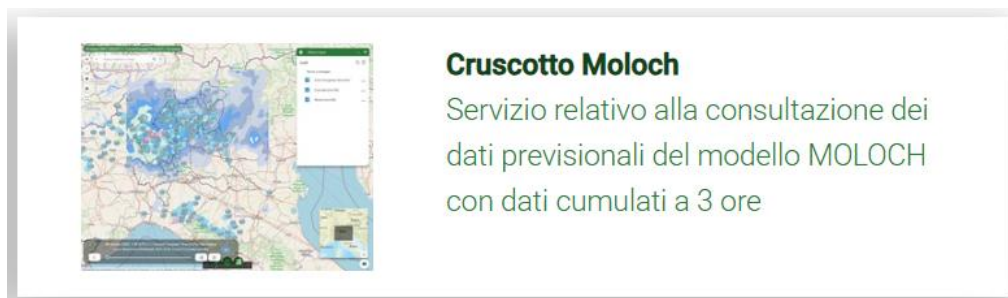 Cruscotto Moloch
Servizio relativo alla consultazione dei
dati previsionali del modello MOLOCH
con dati cumulati a 3 ore